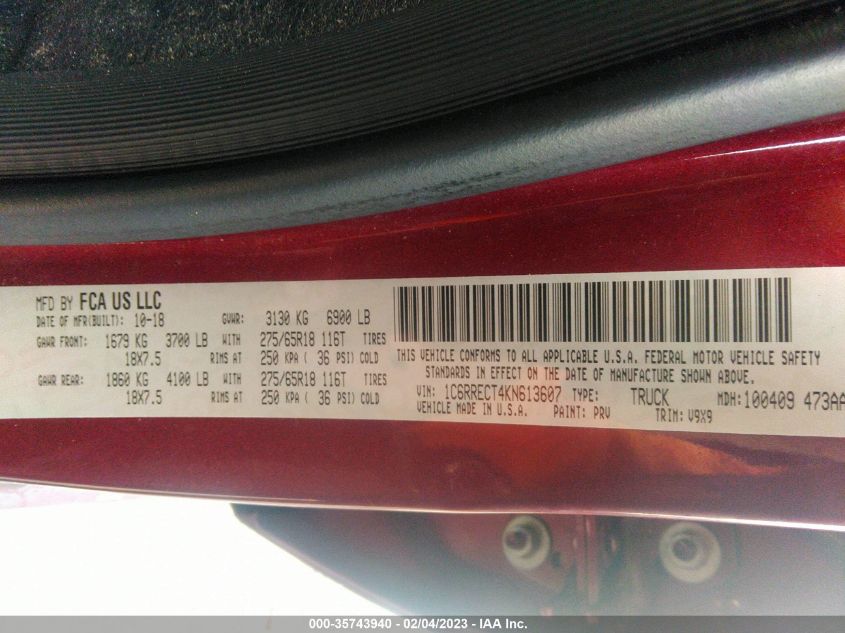 MFD BY FCA US LLC
DATE OF MFR(BUILT): 10-18 GVWR: 3130 KG 6900 LB
GAWR FRONT: 1679 KG 3700 LB WITH 275/65R18 116T TIRES
18X7.5 RIMS AT 250 KPA ( 36 PSI) COLD
GAWR REAR: 1860 KG 4100 LB WITH 275/65R18 116T TIRES
18X7.5 RIMS AT 250 KPA ( 36 PSI) COLD
THIS VEHICLE CONFORMS TO ALL APPLICABLE U.S.A. FEDERAL MOTOR VEHICLE SAFETY
STANDARDS IN EFFECT ON THE DATE OF MANUFACTURE SHOWN ABOVE.
VIN: 1C6RRECT4KN613607 TYPE: TRUCK MDH: 100409 473AA
VEHICLE MADE IN U.S.A. PAINT: PRV TRIM: V9X9
000-35743940 - 02/04/2023 - IAA Inc.